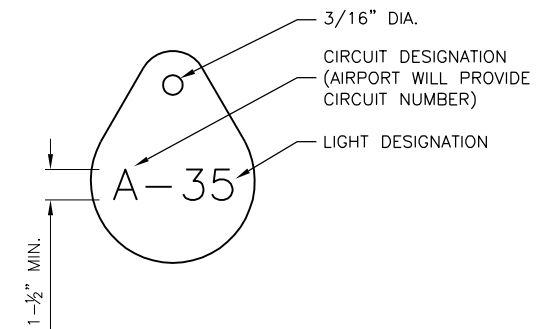 3/16" DIA.
CIRCUIT DESIGNATION
(AIRPORT WILL PROVIDE
CIRCUIT NUMBER)
LIGHT DESIGNATION
A-35
1-½" MIN.